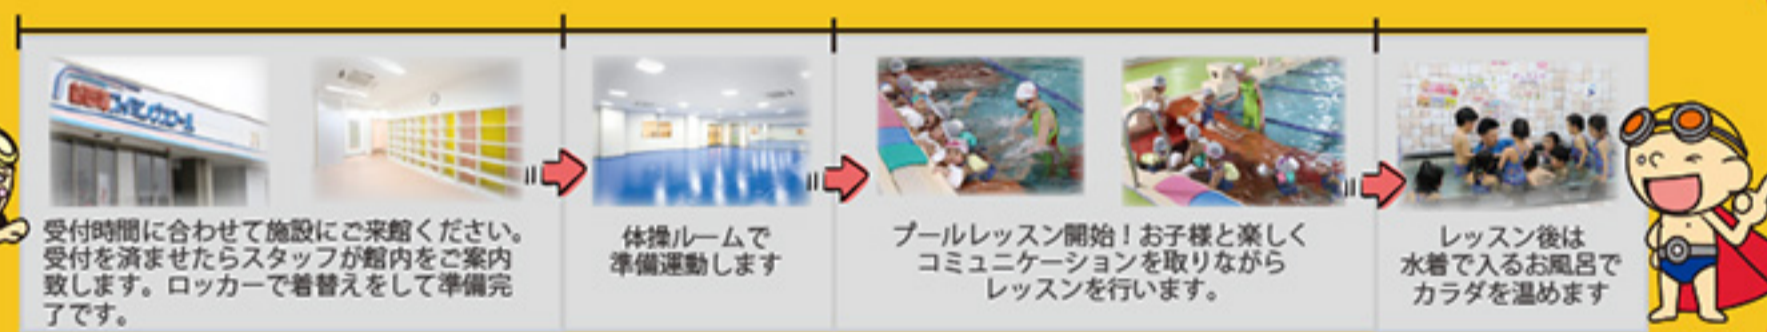 受付時間に合わせて施設にご来館ください。
受付を済ませたらスタッフが館内をご案内
致します。ロッカーで着替えをして準備完
了です。
体操ルームで
準備運動します
プールレッスン開始！お子様と楽しく
コミュニケーションを取りながら
レッスンを行います。
レッスン後は
水着で入るお風呂で
カラダを温めます